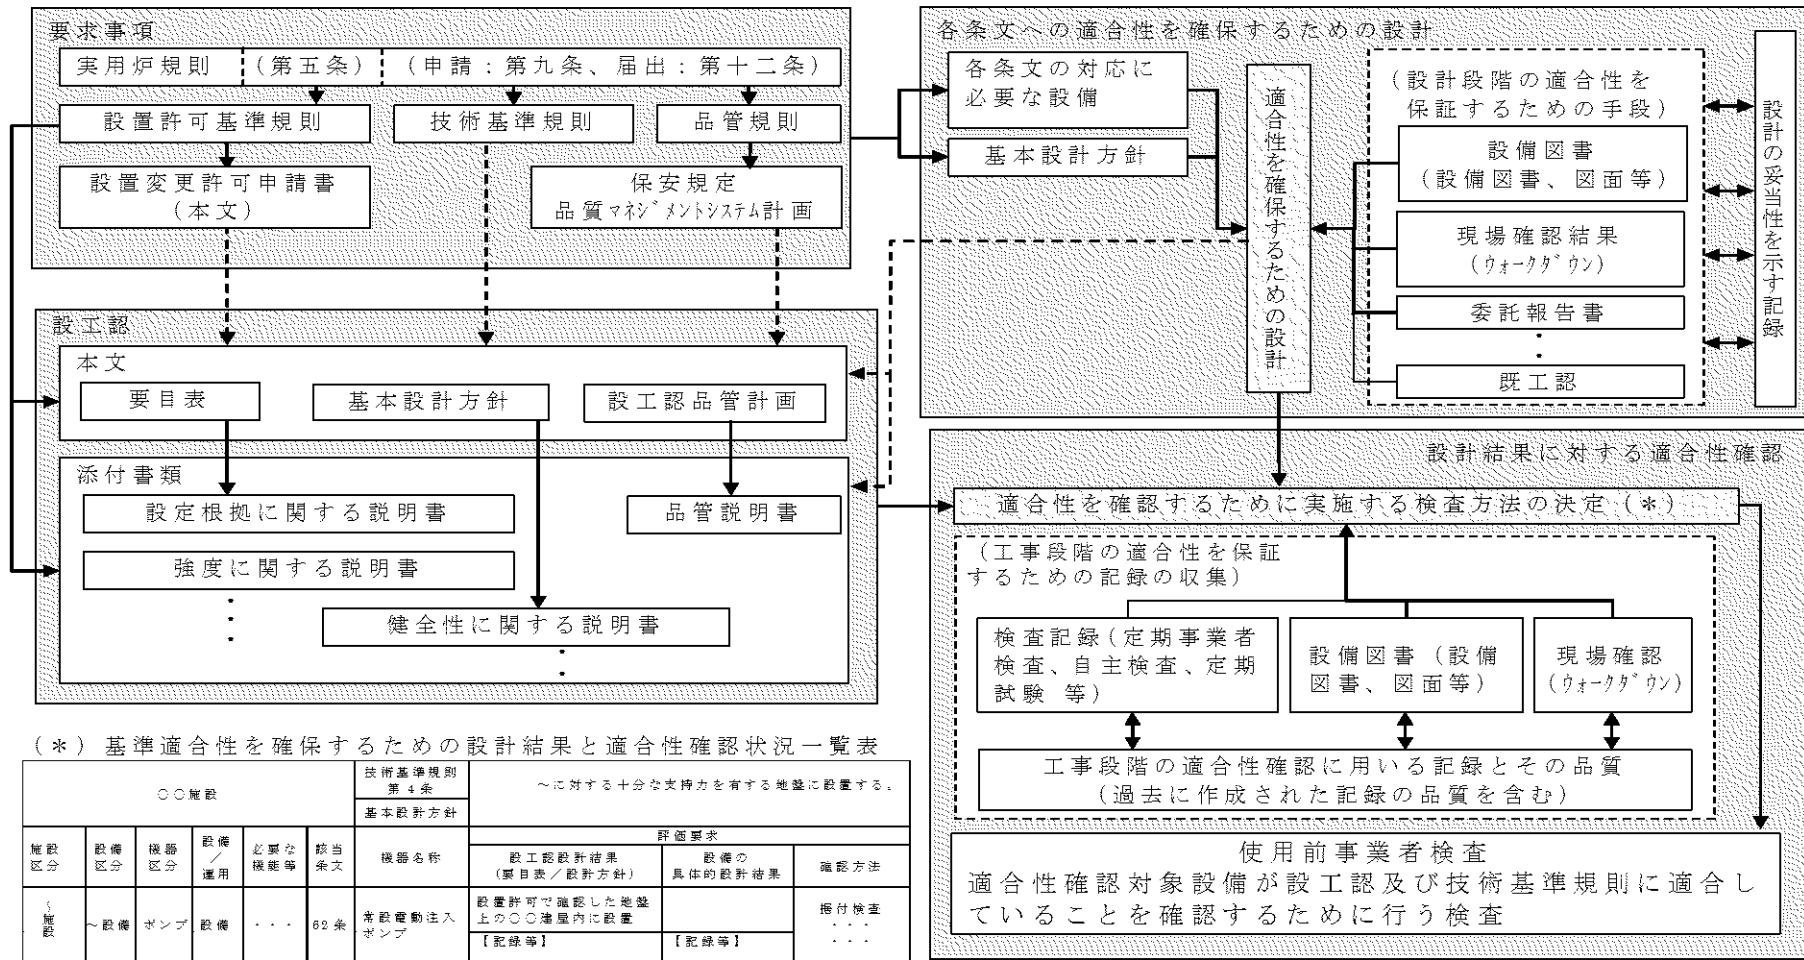 要求事項
実用炉規則 (第五条) (申請:第九条、届出:第十二条)
設置許可基準規則
技術基準規則
品管規則
設置変更許可申請書
(本文)
保安規定
品質マネジメントシステム計画
設工認
本文
要目表
基本設計方針
設工認品管計画
添付書類
設定根拠に関する説明書
品管説明書
強度に関する説明書
・
・
・
健全性に関する説明書
・
・
各条文への適合性を確保するための設計
各条文の対応に
必要な設備
基本設計方針
適合性を確保するための設計
(設計段階の適合性を
保証するための手段)
設備図書
(設備図書、図面等)
現場確認結果
(ウォークダウン)
委託報告書
・
・
既工認
設計の妥当性を示す記録
設計結果に対する適合性確認
適合性を確認するために実施する検査方法の決定(*)
(工事段階の適合性を保証
するための記録の収集)
検査記録(定期事業者
検査、自主検査、定期
試験 等)
設備図書(設備
図書、図面等)
現場確認
(ウォークダウン)
工事段階の適合性確認に用いる記録とその品質
(過去に作成された記録の品質を含む)
使用前事業者検査
適合性確認対象設備が設工認及び技術基準規則に適合し
ていることを確認するために行う検査
(*) 基準適合性を確保するための設計結果と適合性確認状況一覧表
○○施設
技術基準規則
第4条
~に対する十分な支持力を有する地盤に設置する。
基本設計方針
施設
区分
設備
区分
機器
区分
設備
/
運用
必要な
機能等
該当
条文
機器名称
評価要求
設工認設計結果
(要目表/設計方針)
設備の
具体的設計結果
確認方法
~施設
~設備
ポンプ
設備
・・・
62条
常設電動注入
ポンプ
設置許可で確認した地盤
上の○○建屋内に設置
【記録等】
【記録等】
据付検査
・・・
・・・